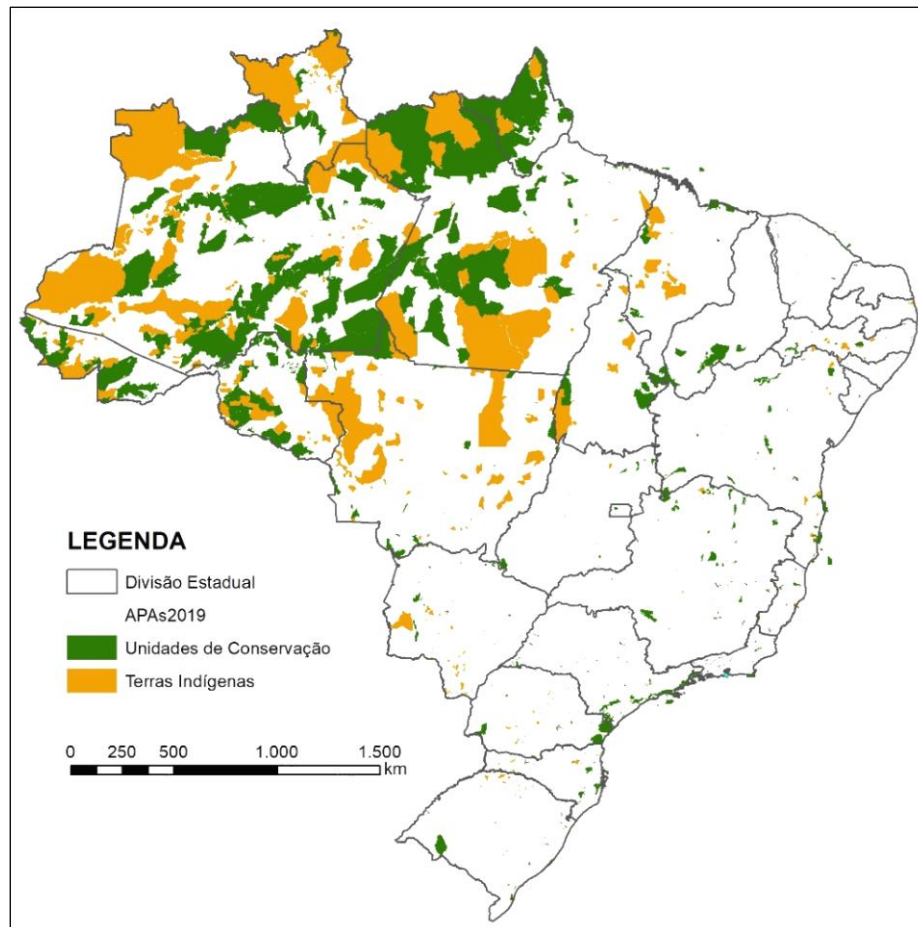 LEGENDA
Divisão Estadual
APAs2019
Unidades de Conservação
Terras Indígenas
0 250 500 1.000 1.500
km